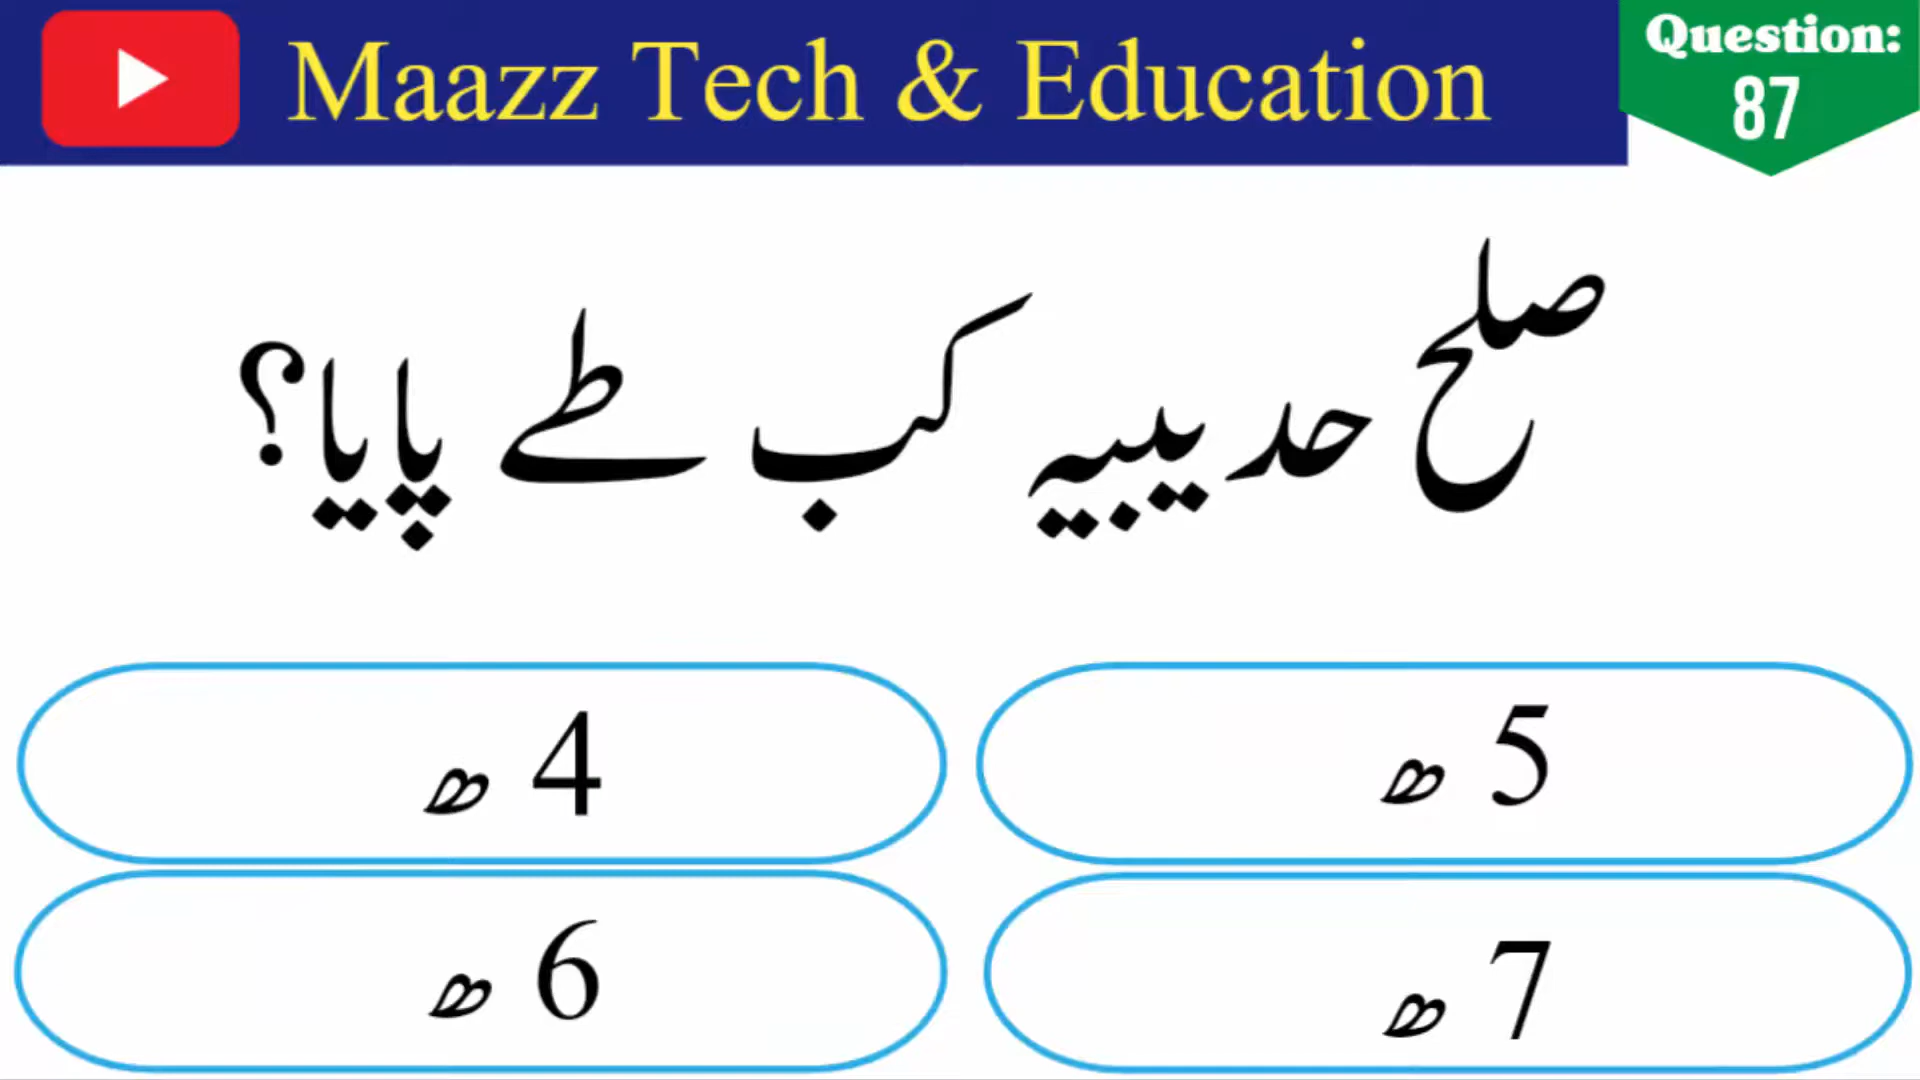 Maazz Tech & Education
Question:
87
صلح حدیبیہ کب طے پایا؟
5 ھ
4 ھ
7 ھ
6 ھ